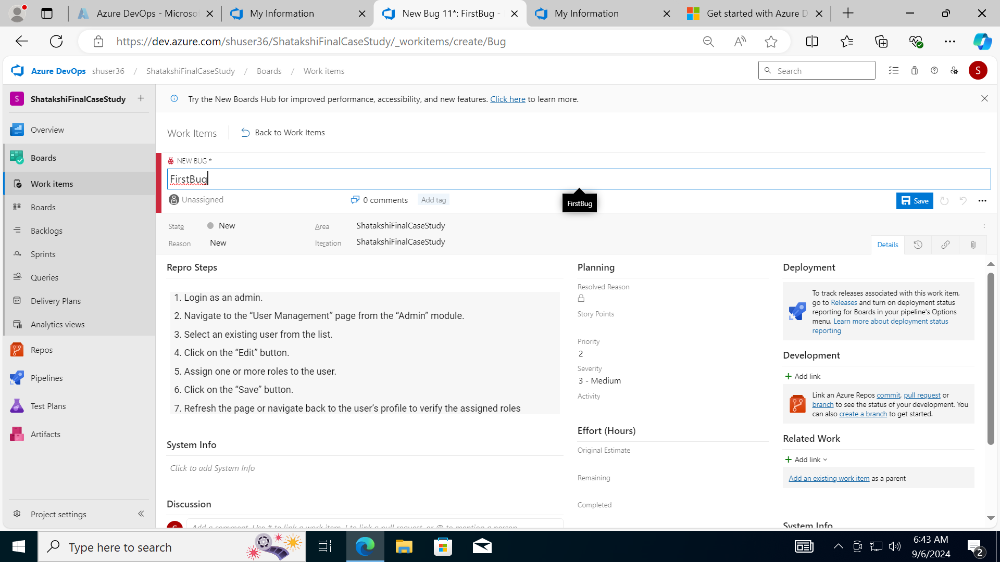 Azure DevOps - Microsof
My Information
New Bug 11*: FirstBug -
My Information
Get started with Azure D
https://dev.azure.com/shuser36/ShatakshiFinalCaseStudy/_workitems/create/Bug
Azure DevOps shuser36 / ShatakshiFinalCaseStudy / Boards / Work items
Search
S
S ShatakshiFinalCaseStudy
Try the New Boards Hub for improved performance, accessibility, and new features. Click here to learn more.
Overview
Boards
Work items
Boards
Backlogs
Sprints
Queries
Delivery Plans
Analytics views
Repos
Pipelines
Test Plans
Artifacts
Project settings
Work Items
Back to Work Items
NEW BUG *
FirstBug
Unassigned
0 comments
Add tag
FirstBug
Save
State New
Area ShatakshiFinalCaseStudy
Reason New
Iteration ShatakshiFinalCaseStudy
Details
Repro Steps
1. Login as an admin.
2. Navigate to the “User Management” page from the “Admin” module.
3. Select an existing user from the list.
4. Click on the “Edit” button.
5. Assign one or more roles to the user.
6. Click on the “Save” button.
7. Refresh the page or navigate back to the user’s profile to verify the assigned roles
System Info
Click to add System Info
Discussion
Add a comment. Use # to link a work item, ! to link a pull request, or @ to mention a person.
Planning
Resolved Reason
Story Points
Priority
2
Severity
3 - Medium
Activity
Effort (Hours)
Original Estimate
Remaining
Completed
Deployment
To track releases associated with this work item,
go to Releases and turn on deployment status
reporting for Boards in your pipeline's Options
menu. Learn more about deployment status
reporting
Development
Add link
Link an Azure Repos commit, pull request or
branch to see the status of your development. You
can also create a branch to get started.
Related Work
Add link
Add an existing work item as a parent
System Info
Type here to search
6:43 AM
9/6/2024
2